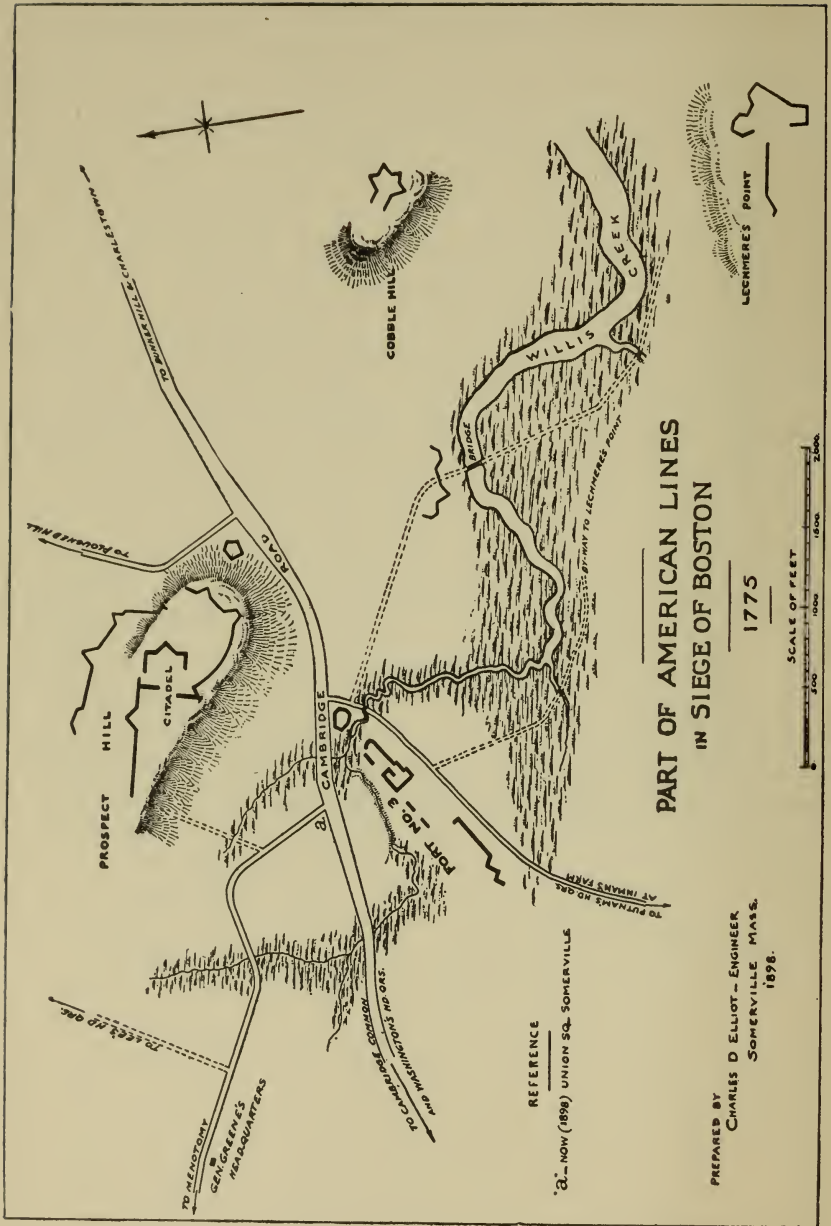 TO BUNKER HILL & CHARLESTOWN
TO PLOUGHED HILL
ROAD
PROSPECT
HILL
CITADEL
COBBLE HILL
CAMBRIDGE
"a"
FORT NO. 3
BRIDGE
WILLIS
CREEK
LECHMERE'S POINT
BY-WAY TO LECHMERE'S POINT
TO LEE'S HD QRS.
TO MENOTOMY
GEN. GREENE'S
HEADQUARTERS
TO CAMBRIDGE COMMON
AND WASHINGTON'S HD. QRS.
TO PUTNAM'S HD. QRS.
AT INMAN'S FARM
PART OF AMERICAN LINES
IN SIEGE OF BOSTON
1775
SCALE OF FEET
0 500 1000 1500 2000
REFERENCE
"a" – NOW (1898) UNION SQ. SOMERVILLE
PREPARED BY
CHARLES D ELLIOT – ENGINEER
SOMERVILLE MASS.
1898.